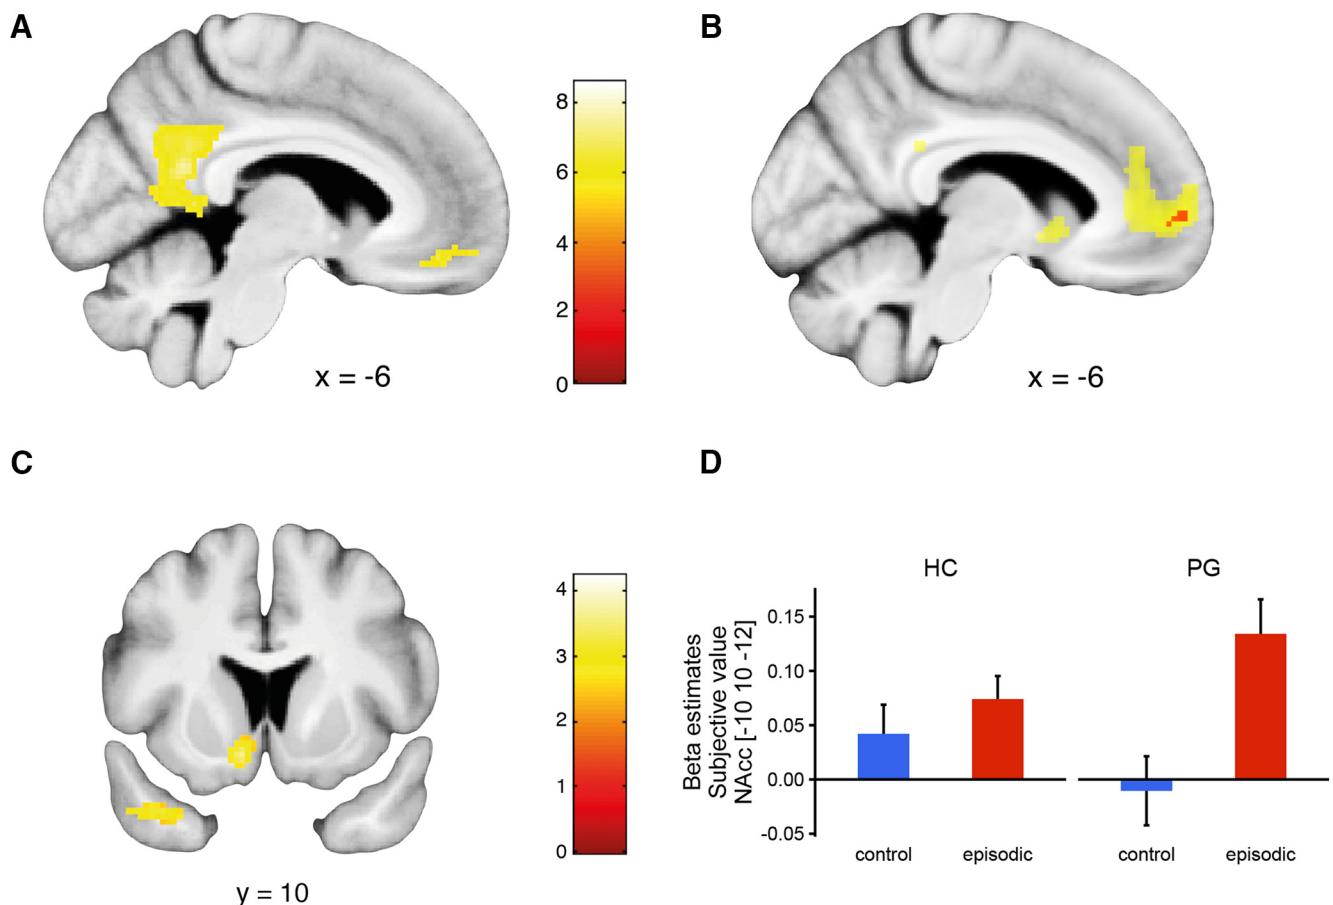 A
B
8
6
4
2
0
x = -6
x = -6
C
D
4
3
2
1
0
y = 10
HC
PG
Beta estimates
Subjective value
NAcc [-10 10 -12]
0.15
0.10
0.05
0.00
-0.05
control
episodic
control
episodic